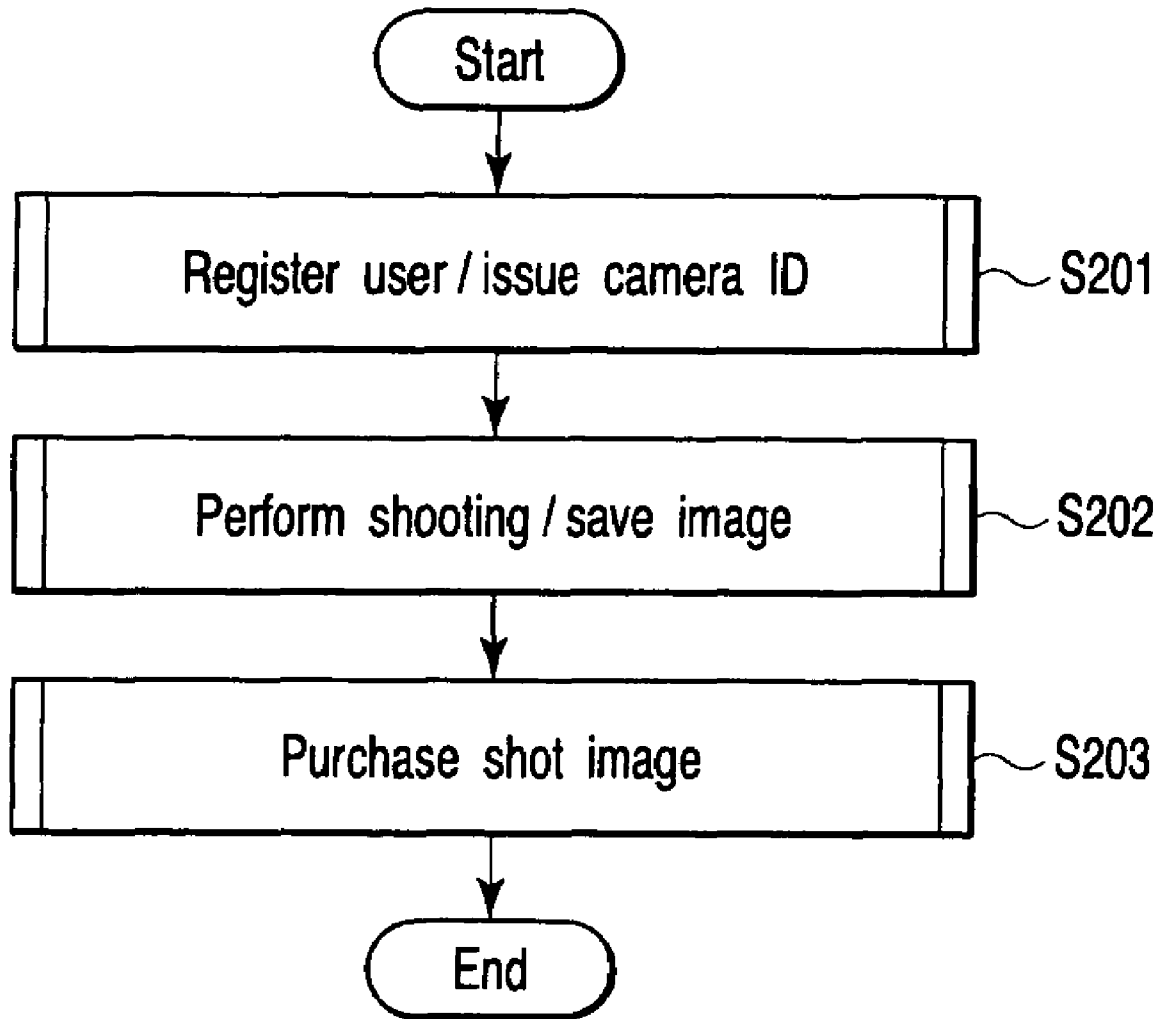 Start
Register user / issue camera ID
S201
Perform shooting / save image
S202
Purchase shot image
S203
End